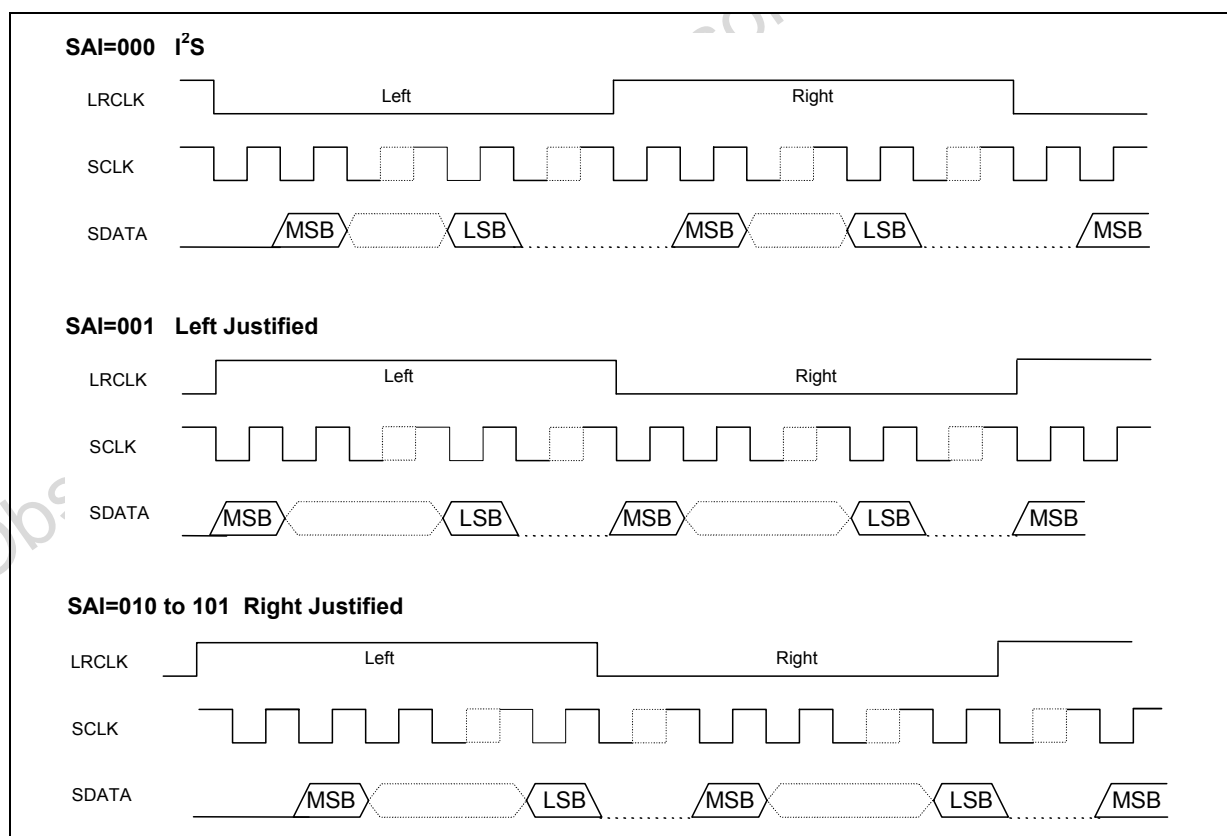 SAI=000 I²S
LRCLK Left Right
SCLK
SDATA MSB LSB MSB LSB MSB
SAI=001 Left Justified
LRCLK Left Right
SCLK
SDATA MSB LSB MSB LSB MSB
SAI=010 to 101 Right Justified
LRCLK Left Right
SCLK
SDATA MSB LSB MSB LSB MSB